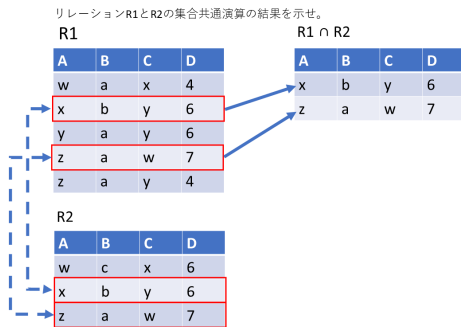 リレーションR1とR2の集合共通演算の結果を示せ。
R1
A B C D
w a x 4
x b y 6
y a y 6
z a w 7
z a y 4
R1 ∩ R2
A B C D
x b y 6
z a w 7
R2
A B C D
w c x 6
x b y 6
z a w 7